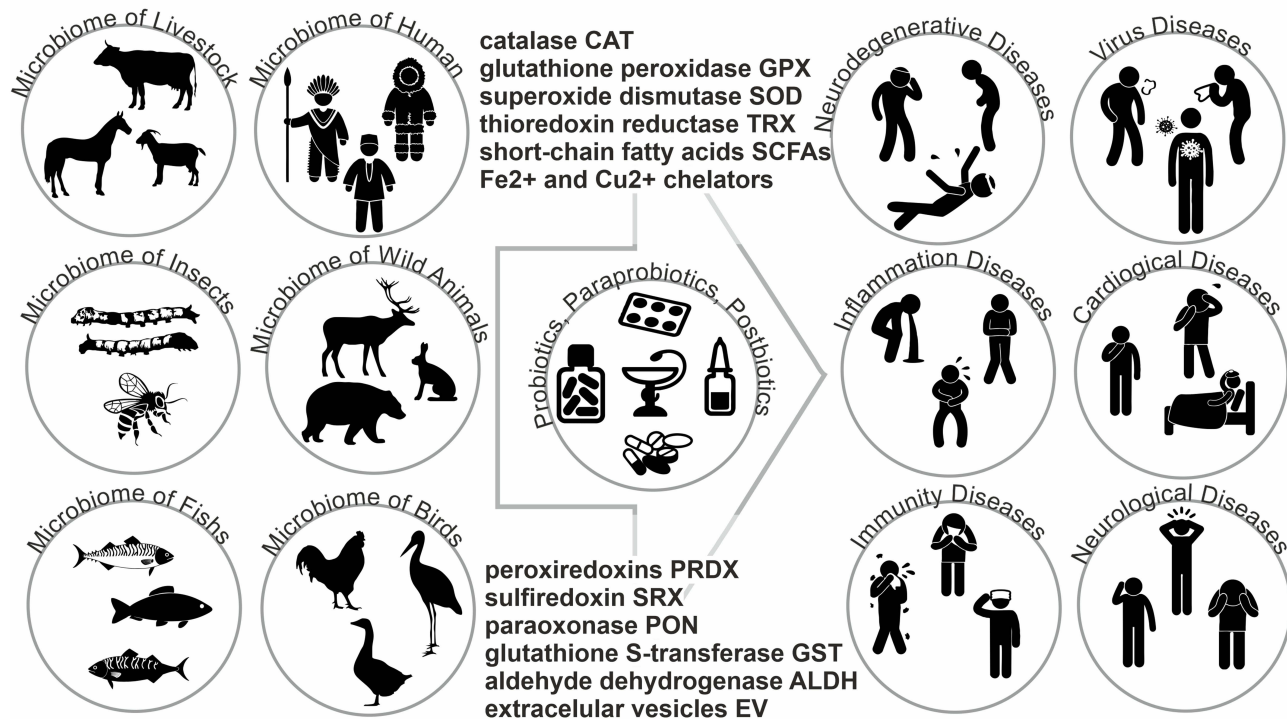 Microbiome of Livestock
Microbiome of Human
catalase CAT
glutathione peroxidase GPX
superoxide dismutase SOD
thioredoxin reductase TRX
short-chain fatty acids SCFAs
Fe2+ and Cu2+ chelators
Neurodegenerative Diseases
Virus Diseases
Microbiome of Insects
Microbiome of Wild Animals
Probiotics, Paraprobiotics, Postbiotics
Inflammation Diseases
Cardiological Diseases
Microbiome of Fishs
Microbiome of Birds
peroxiredoxins PRDX
sulfiredoxin SRX
paraoxonase PON
glutathione S-transferase GST
aldehyde dehydrogenase ALDH
extracelular vesicles EV
Immunity Diseases
Neurological Diseases